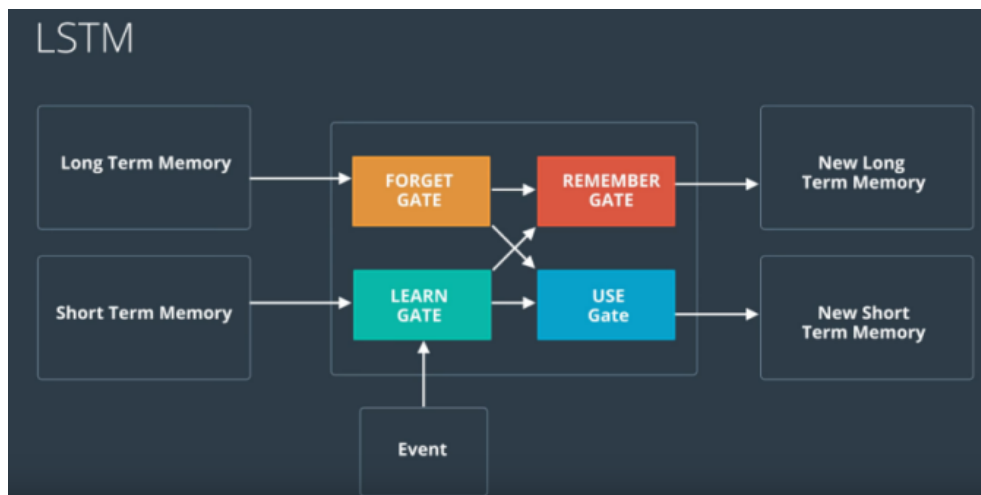 LSTM
Long Term Memory
FORGET
GATE
REMEMBER
GATE
New Long
Term Memory
Short Term Memory
LEARN
GATE
USE
Gate
New Short
Term Memory
Event